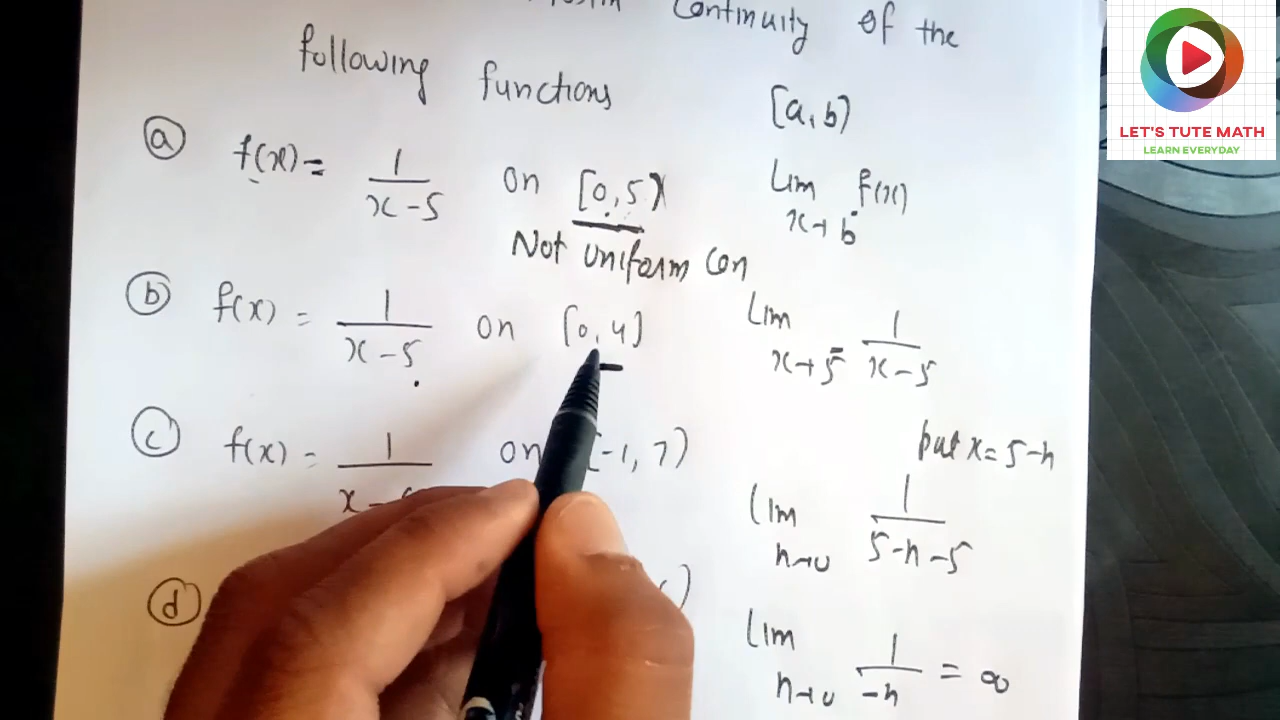 Continuity of the
following functions
[a, b)
(a) f(x) = 1/(x-5) on [0, 5)
Not uniform Con
Lim x→b f(x)
(b) f(x) = 1/(x-5) on [0, 4]
Lim x→5⁻ 1/(x-5)
(c) f(x) = 1/ on [-1, 7)
put x = 5-h
Lim h→0 1/(5-h-5)
(d)
Lim h→0 1/-h = ∞
LET'S TUTE MATH
LEARN EVERYDAY